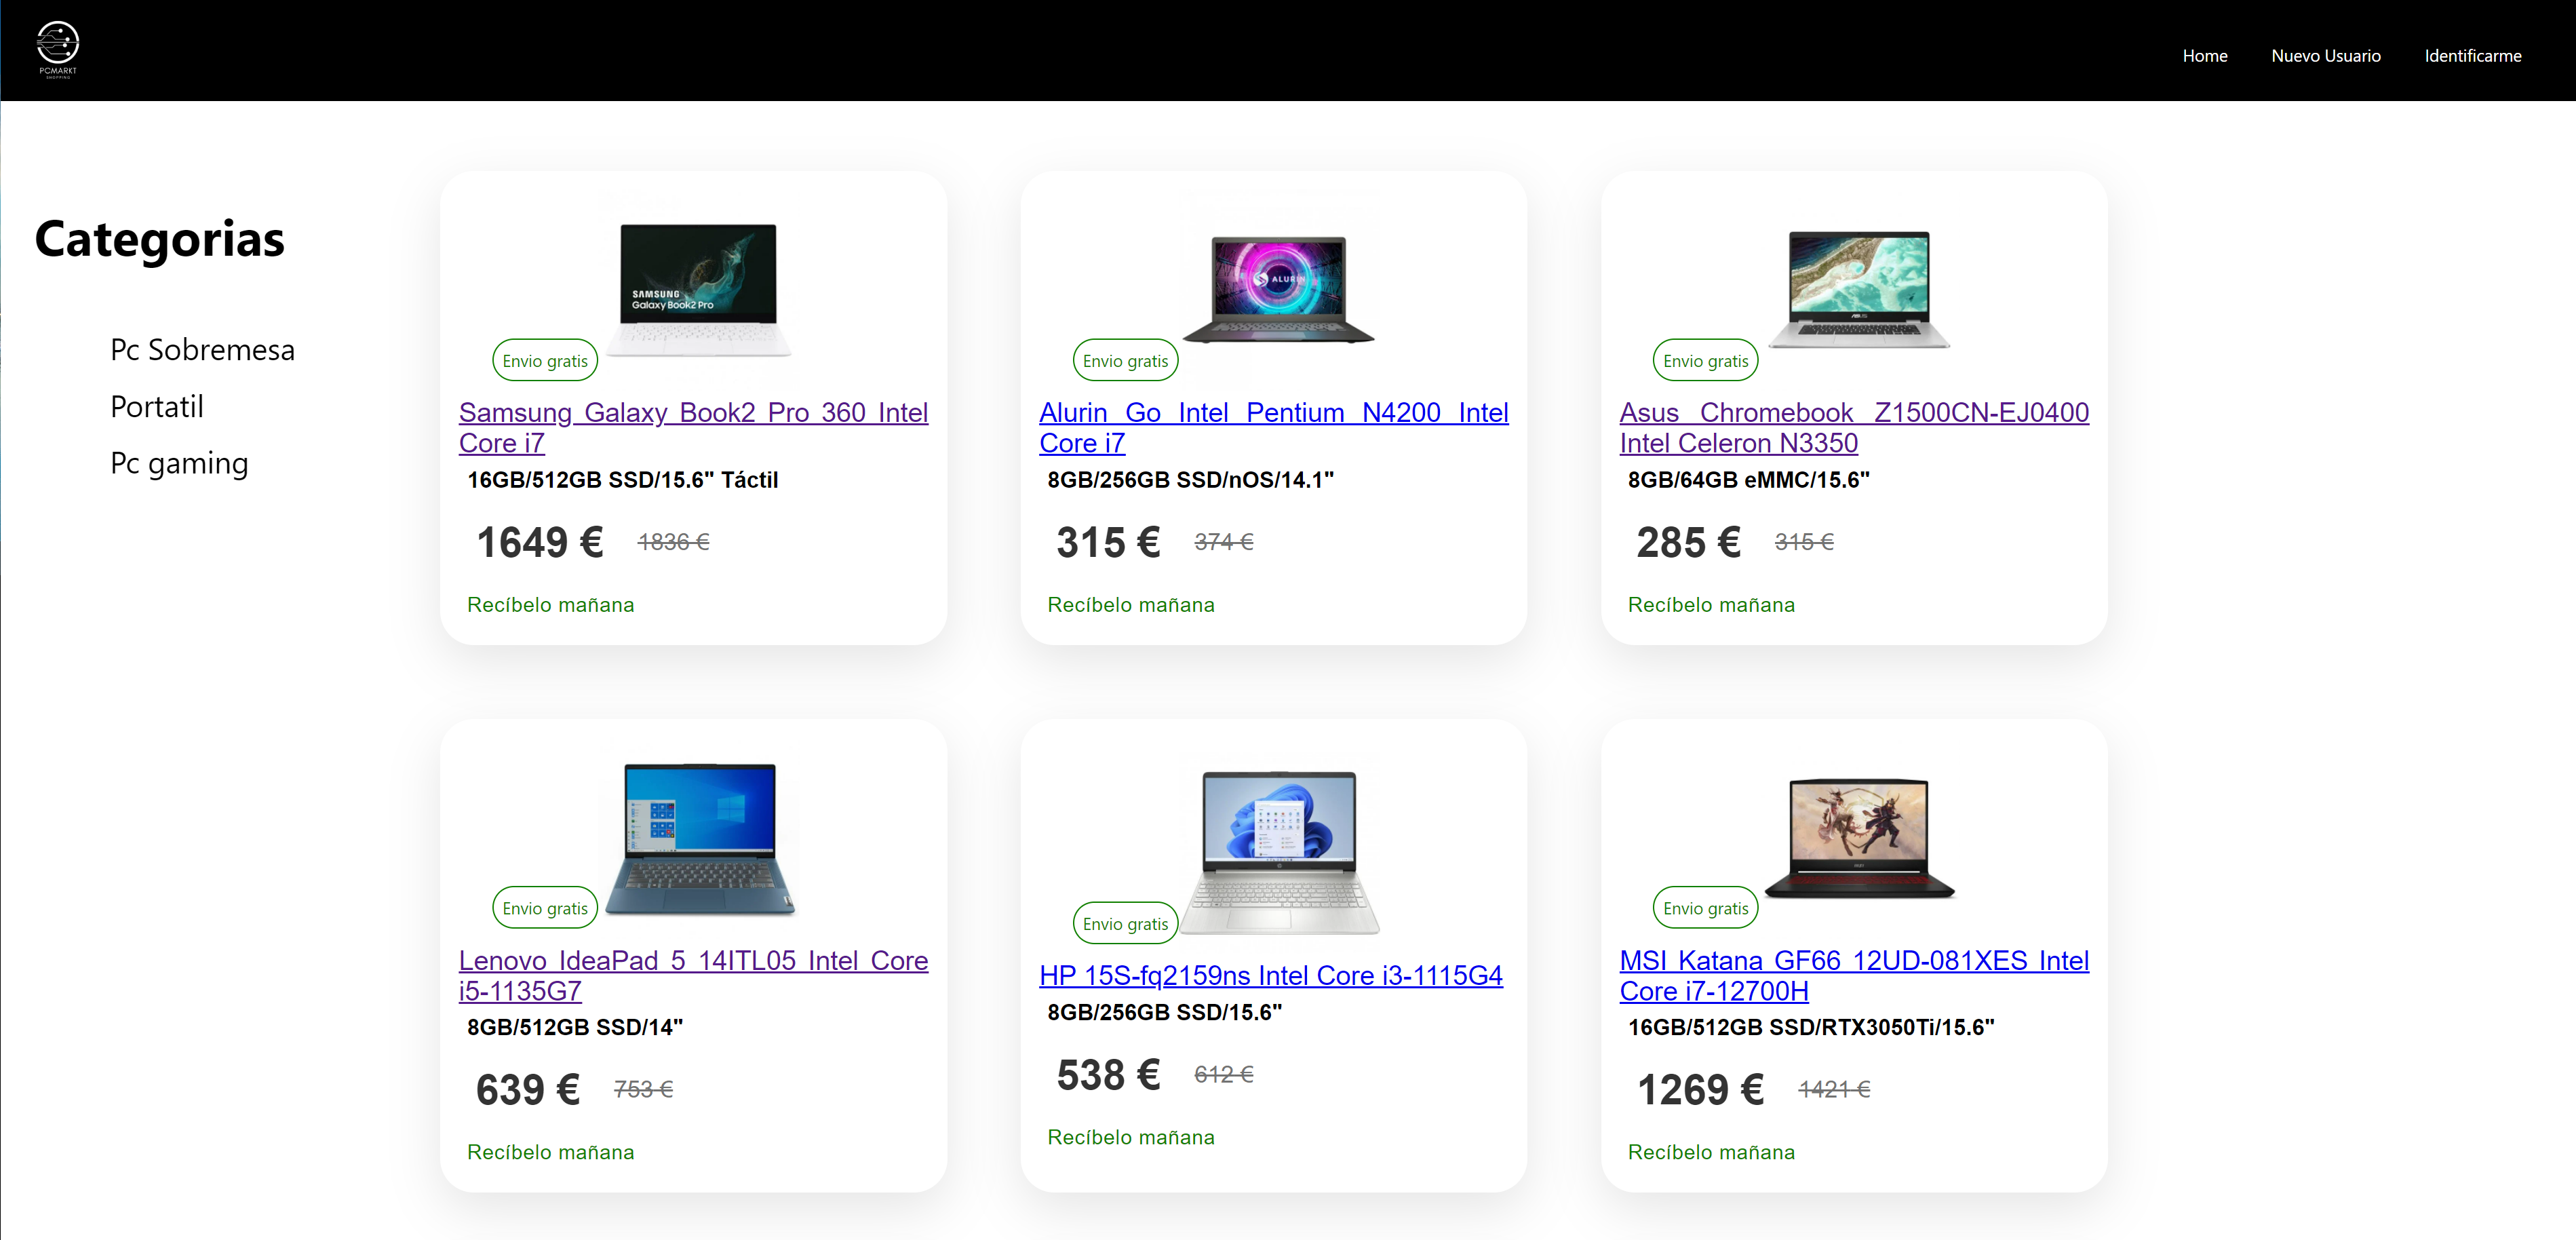 PCMARKT
SHOPPING
Home
Nuevo Usuario
Identificarme
Categorias
Pc Sobremesa
Portatil
Pc gaming
SAMSUNG
Galaxy Book2 Pro
Envio gratis
Samsung Galaxy Book2 Pro 360 Intel
Core i7
16GB/512GB SSD/15.6" Táctil
1649 € 1836 €
Recíbelo mañana
ALURIN
Envio gratis
Alurin Go Intel Pentium N4200 Intel
Core i7
8GB/256GB SSD/nOS/14.1"
315 € 374 €
Recíbelo mañana
ASUS
Envio gratis
Asus Chromebook Z1500CN-EJ0400
Intel Celeron N3350
8GB/64GB eMMC/15.6"
285 € 315 €
Recíbelo mañana
Envio gratis
Lenovo IdeaPad 5 14ITL05 Intel Core
i5-1135G7
8GB/512GB SSD/14"
639 € 753 €
Recíbelo mañana
Envio gratis
HP 15S-fq2159ns Intel Core i3-1115G4
8GB/256GB SSD/15.6"
538 € 612 €
Recíbelo mañana
msi
Envio gratis
MSI Katana GF66 12UD-081XES Intel
Core i7-12700H
16GB/512GB SSD/RTX3050Ti/15.6"
1269 € 1421 €
Recíbelo mañana